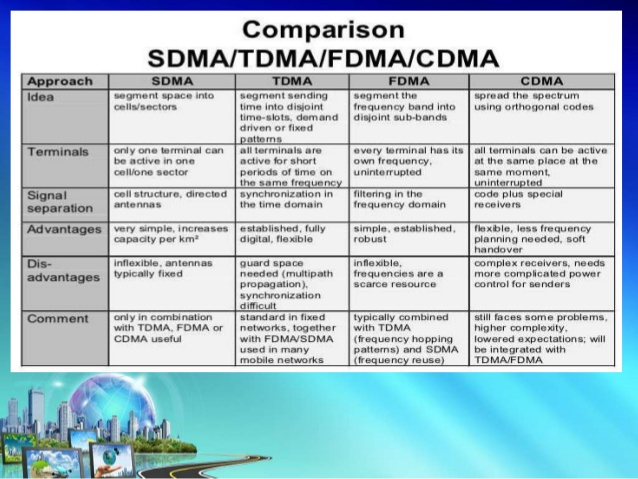 Comparison
SDMA/TDMA/FDMA/CDMA
Approach SDMA TDMA FDMA CDMA
Idea
segment space into
cells/sectors
segment sending
time into disjoint
time-slots, demand
driven or fixed
patterns
segment the
frequency band into
disjoint sub-bands
spread the spectrum
using orthogonal codes
Terminals
only one terminal can
be active in one
cell/one sector
all terminals are
active for short
periods of time on
the same frequency
every terminal has its
own frequency,
uninterrupted
all terminals can be active
at the same place at the
same moment,
uninterrupted
Signal
separation
cell structure, directed
antennas
synchronization in
the time domain
filtering in the
frequency domain
code plus special
receivers
Advantages
very simple, increases
capacity per km²
established, fully
digital, flexible
simple, established,
robust
flexible, less frequency
planning needed, soft
handover
Dis-
advantages
inflexible, antennas
typically fixed
guard space
needed (multipath
propagation),
synchronization
difficult
inflexible,
frequencies are a
scarce resource
complex receivers, needs
more complicated power
control for senders
Comment
only in combination
with TDMA, FDMA or
CDMA useful
standard in fixed
networks, together
with FDMA/SDMA
used in many
mobile networks
typically combined
with TDMA
(frequency hopping
patterns) and SDMA
(frequency reuse)
still faces some problems,
higher complexity,
lowered expectations; will
be integrated with
TDMA/FDMA